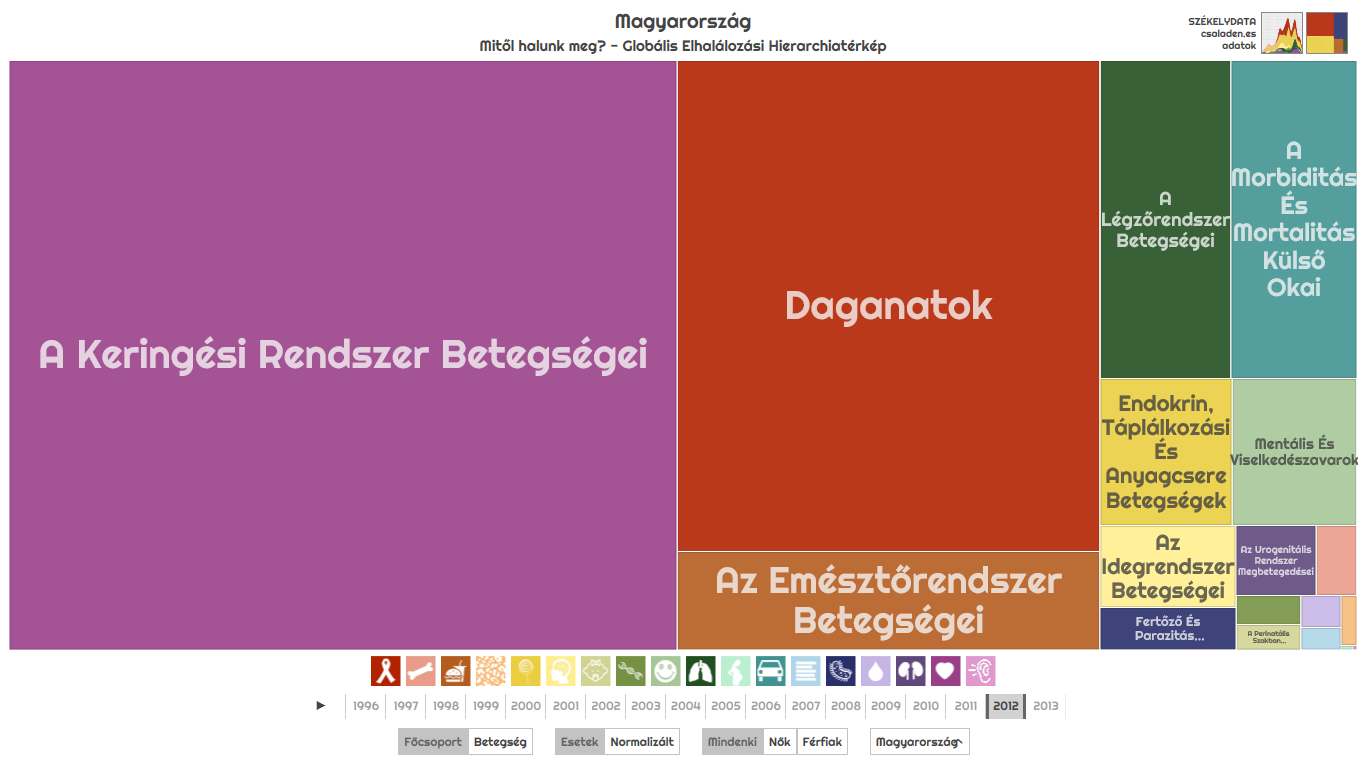 Magyarország
Mitől halunk meg? - Globális Elhalálozási Hierarchiatérkép
SZÉKELYDATA
csaladen.es
adatok
A Keringési Rendszer Betegségei
Daganatok
Az Emésztőrendszer
Betegségei
A
Légzőrendszer
Betegségei
A
Morbiditás
És
Mortalitás
Külső
Okai
Endokrin,
Táplálkozási
És
Anyagcsere
Betegségek
Mentális És
Viselkedészavarok
Az
Idegrendszer
Betegségei
Az Urogenitális
Rendszer
Megbetegedései
Fertőző És
Parazitás...
A Perinatális
Szakban...
1996 1997 1998 1999 2000 2001 2002 2003 2004 2005 2006 2007 2008 2009 2010 2011 2012 2013
Főcsoport Betegség Esetek Normalizált Mindenki Nők Férfiak Magyarország